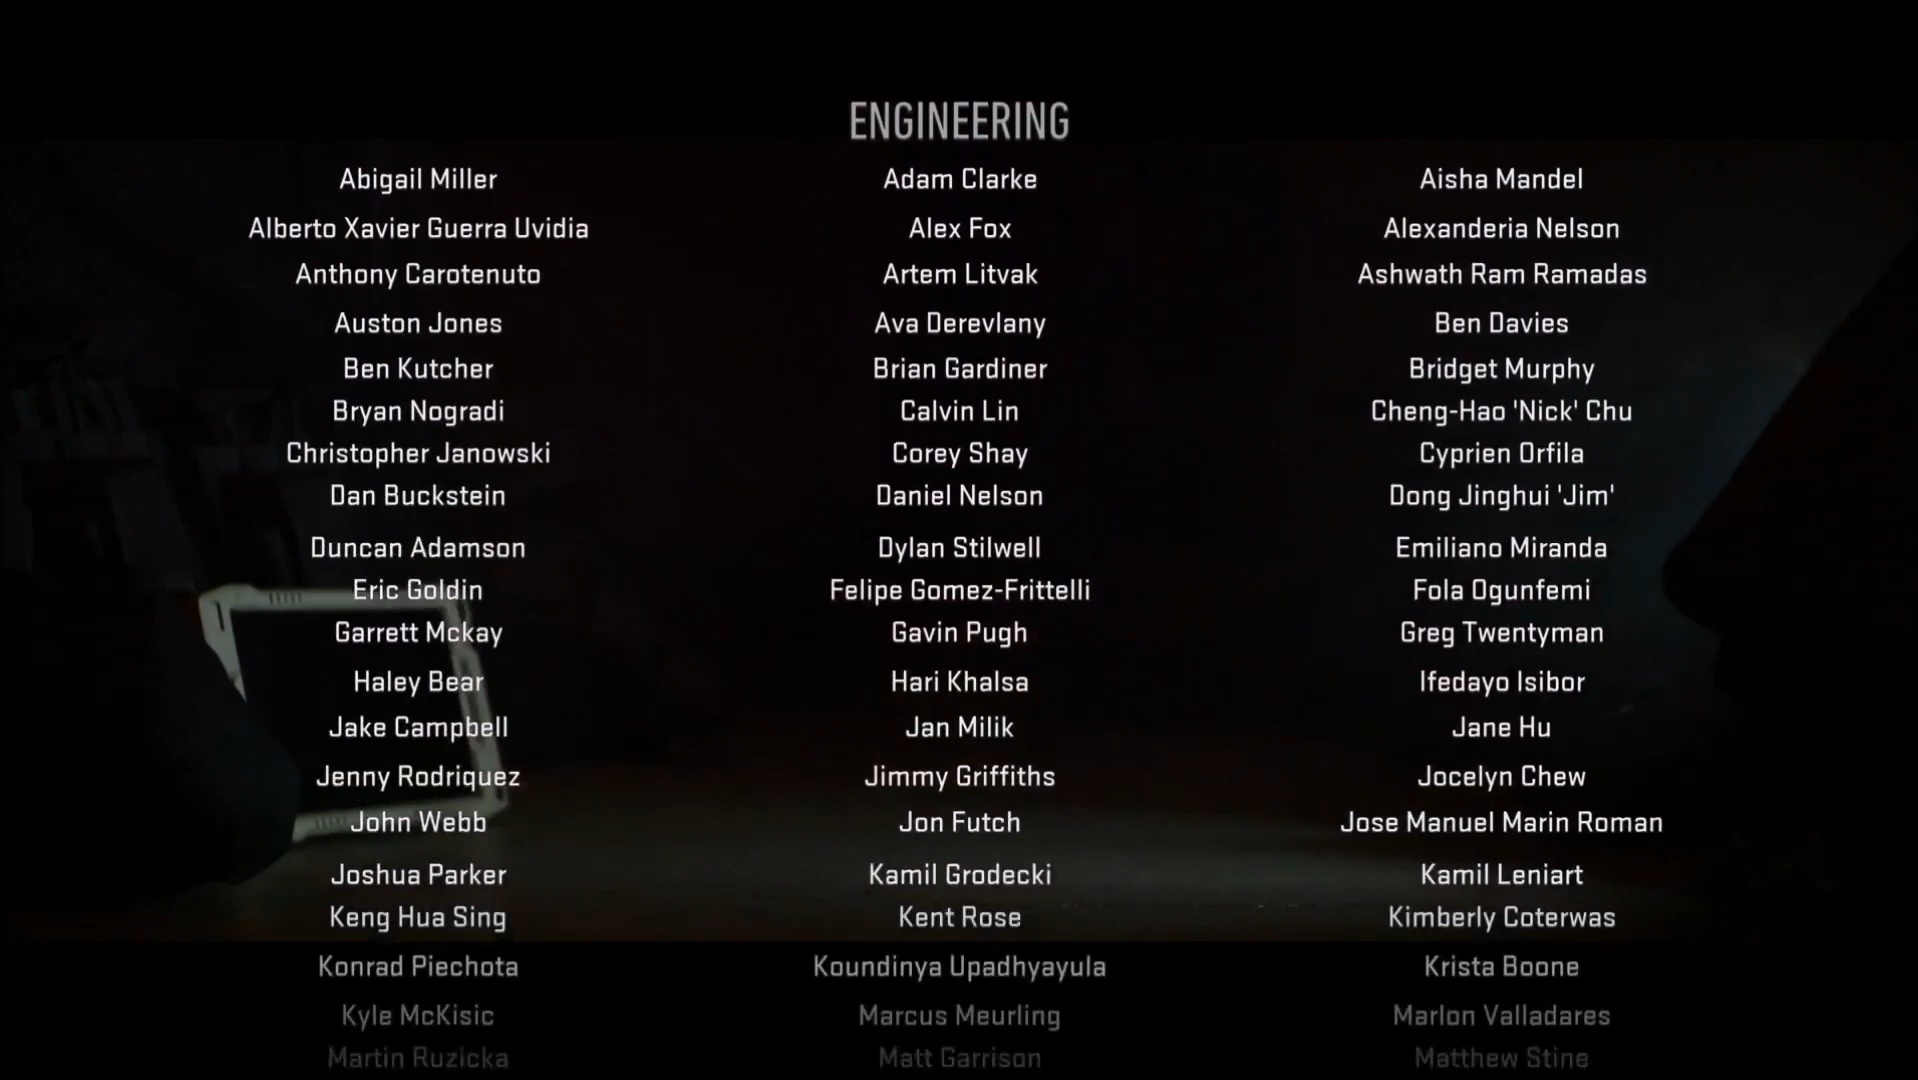 ENGINEERING
Abigail Miller Adam Clarke Aisha Mandel
Alberto Xavier Guerra Uvidia Alex Fox Alexanderia Nelson
Anthony Carotenuto Artem Litvak Ashwath Ram Ramadas
Auston Jones Ava Derevlany Ben Davies
Ben Kutcher Brian Gardiner Bridget Murphy
Bryan Nogradi Calvin Lin Cheng-Hao 'Nick' Chu
Christopher Janowski Corey Shay Cyprien Orfila
Dan Buckstein Daniel Nelson Dong Jinghui 'Jim'
Duncan Adamson Dylan Stilwell Emiliano Miranda
Eric Goldin Felipe Gomez-Frittelli Fola Ogunfemi
Garrett Mckay Gavin Pugh Greg Twentyman
Haley Bear Hari Khalsa Ifedayo Isibor
Jake Campbell Jan Milik Jane Hu
Jenny Rodriquez Jimmy Griffiths Jocelyn Chew
John Webb Jon Futch Jose Manuel Marin Roman
Joshua Parker Kamil Grodecki Kamil Leniart
Keng Hua Sing Kent Rose Kimberly Coterwas
Konrad Piechota Koundinya Upadhyayula Krista Boone
Kyle McKisic Marcus Meurling Marlon Valladares
Martin Ruzicka Matt Garrison Matthew Stine